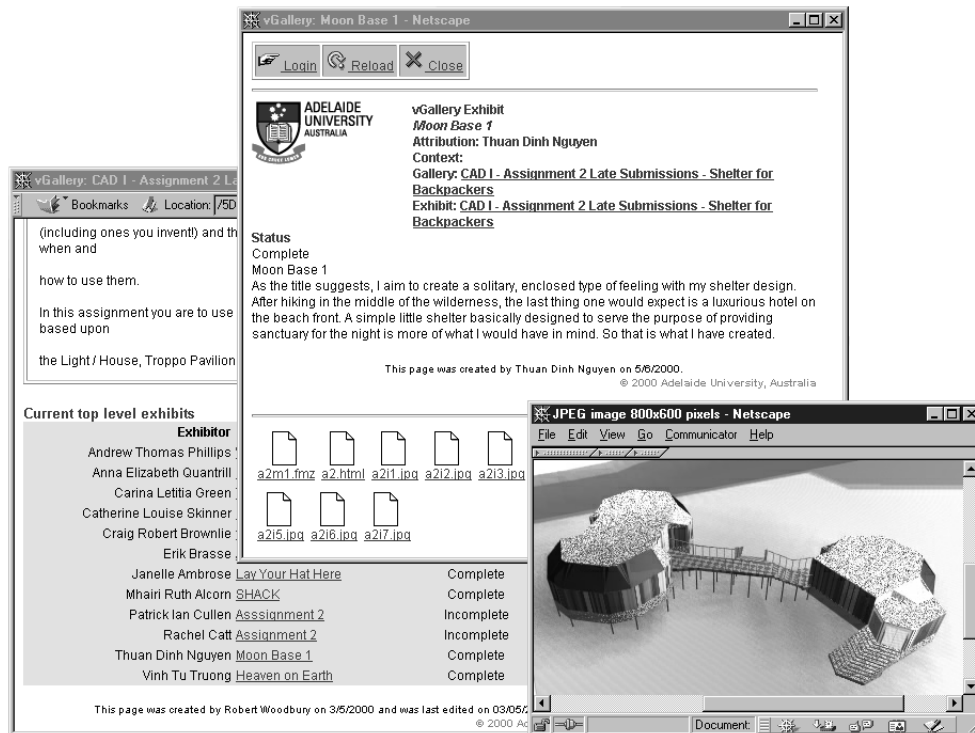 vGallery: Moon Base 1 - Netscape
Login Reload Close
ADELAIDE
UNIVERSITY
AUSTRALIA
vGallery Exhibit
Moon Base 1
Attribution: Thuan Dinh Nguyen
Context:
Gallery: CAD I - Assignment 2 Late Submissions - Shelter for
Backpackers
Exhibit: CAD I - Assignment 2 Late Submissions - Shelter for
Backpackers
Status
Complete
Moon Base 1
As the title suggests, I aim to create a solitary, enclosed type of feeling with my shelter design.
After hiking in the middle of the wilderness, the last thing one would expect is a luxurious hotel on
the beach front. A simple little shelter basically designed to serve the purpose of providing
sanctuary for the night is more of what I would have in mind. So that is what I have created.
This page was created by Thuan Dinh Nguyen on 5/6/2000.
© 2000 Adelaide University, Australia
a2m1.fmz a2.html a2i1.jpg a2i2.jpg a2i3.jpg
a2i5.jpg a2i6.jpg a2i7.jpg
vGallery: CAD I - Assignment 2 La
Bookmarks Location: /5D
(including ones you invent!) and th
when and
how to use them.
In this assignment you are to use
based upon
the Light / House, Troppo Pavilion
Current top level exhibits
Exhibitor
Andrew Thomas Phillips
Anna Elizabeth Quantrill
Carina Letitia Green
Catherine Louise Skinner
Craig Robert Brownlie
Erik Brasse
Janelle Ambrose Lay Your Hat Here Complete
Mhairi Ruth Alcorn SHACK Complete
Patrick Ian Cullen Asssignment 2 Incomplete
Rachel Catt Assignment 2 Incomplete
Thuan Dinh Nguyen Moon Base 1 Complete
Vinh Tu Truong Heaven on Earth Complete
This page was created by Robert Woodbury on 3/5/2000 and was last edited on 03/05/2
© 2000 Ad
JPEG image 800x600 pixels - Netscape
File Edit View Go Communicator Help
Document: